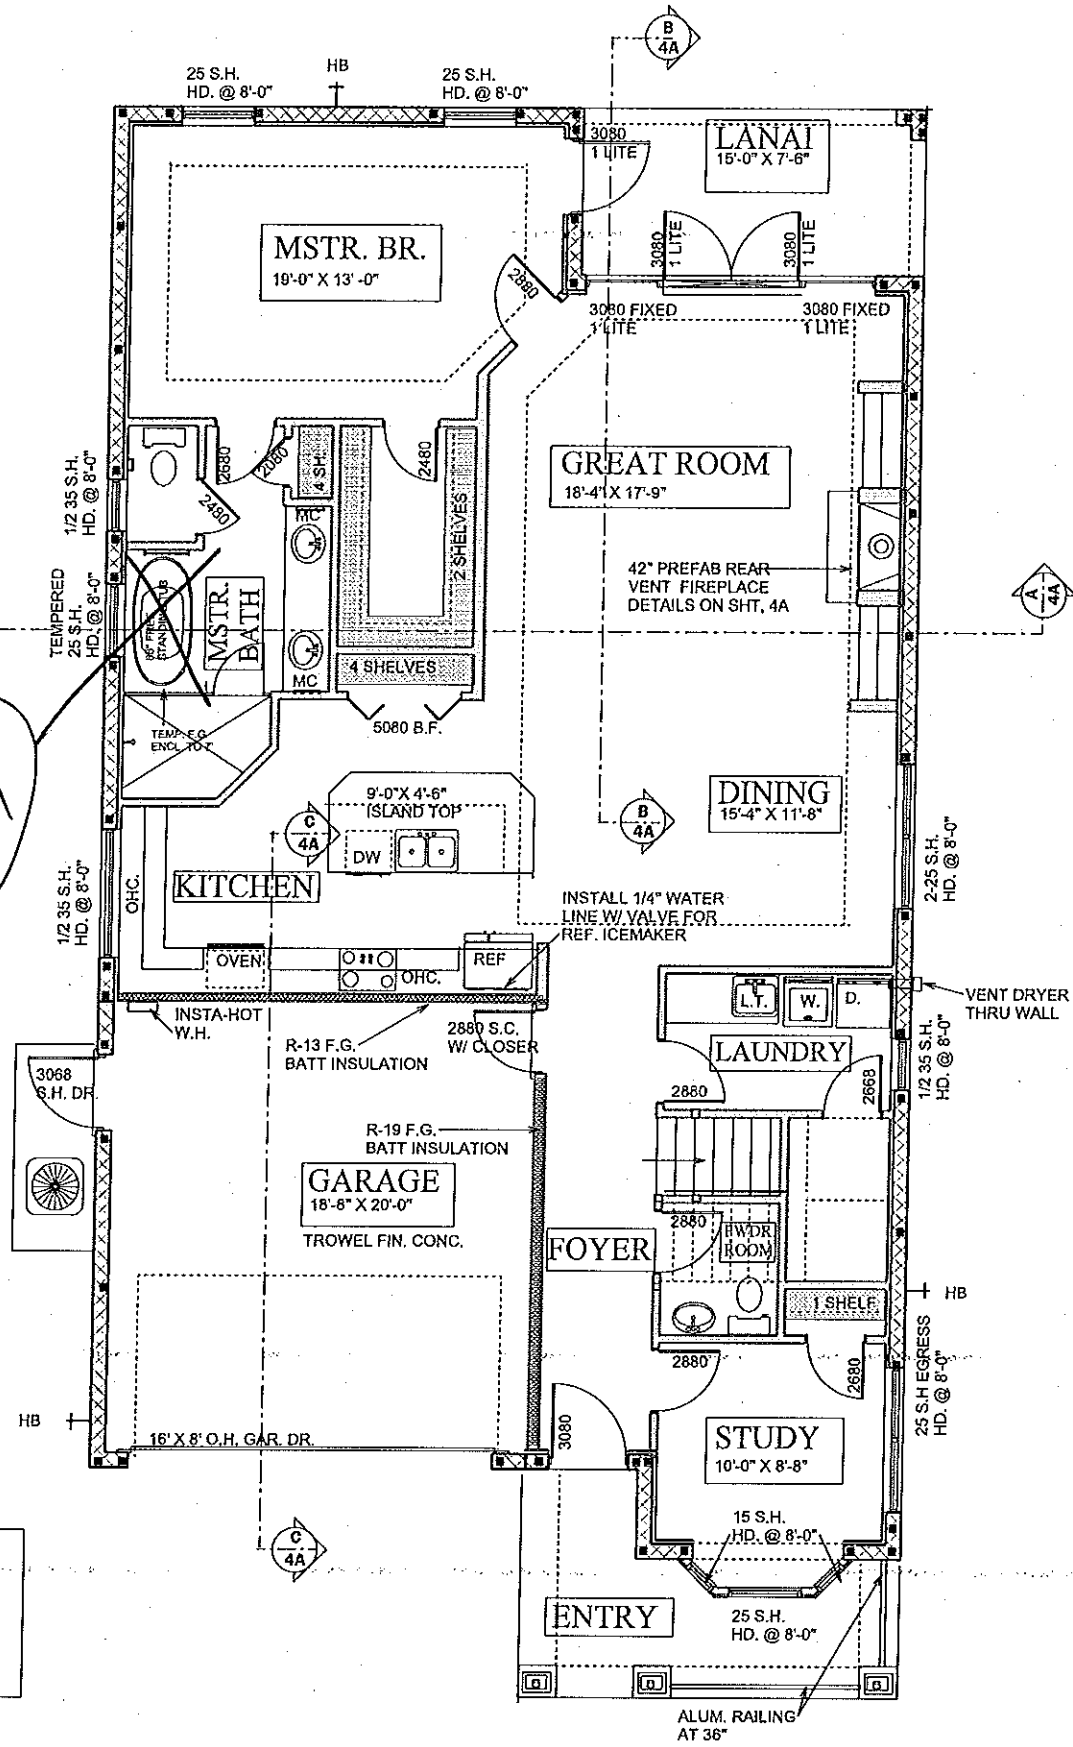 B
4A
25 S.H.
HD. @ 8'-0"
HB
25 S.H.
HD. @ 8'-0"
3080
1 LITE
LANAI
15'-0" X 7'-6"
MSTR. BR.
19'-0" X 13' -0"
2880
3080
1 LITE
3080
1 LITE
3080 FIXED
1 LITE
3080 FIXED
1 LITE
1/2 35 S.H.
HD. @ 8'-0"
2680
2080
4 SH.
2480
2480
GREAT ROOM
18'-4" X 17'-9"
MC
2 SHELVES
42" PREFAB REAR
VENT FIREPLACE
DETAILS ON SHT, 4A
A
4A
TEMPERED
25 S.H.
HD. @ 8'-0"
MSTR.
BATH
MC
4 SHELVES
TEMP. F.G.
ENCL. TO 7'
5080 B.F.
9'-0"X 4'-6"
ISLAND TOP
C
4A
DW
B
4A
DINING
15'-4" X 11'-8"
2-25 S.H.
HD. @ 8'-0"
1/2 35 S.H.
HD. @ 8'-0"
OHC.
KITCHEN
INSTALL 1/4" WATER
LINE W/ VALVE FOR
REF. ICEMAKER
OVEN
OHC.
REF
L.T.
W.
D.
VENT DRYER
THRU WALL
INSTA-HOT
W.H.
R-13 F.G.
BATT INSULATION
2880 S.C.
W/ CLOSER
LAUNDRY
1/2 35 S.H.
HD. @ 8'-0"
3068
S.H. DR.
2880
2668
R-19 F.G.
BATT INSULATION
GARAGE
18'-8" X 20'-0"
TROWEL FIN. CONC.
FOYER
2880
PWDR
ROOM
1 SHELF
HB
2880
2680
25 S.H EGRESS
HD. @ 8'-0"
HB
16' X 8' O.H. GAR. DR.
3080
STUDY
10'-0" X 8'-8"
C
4A
15 S.H.
HD. @ 8'-0"
ENTRY
25 S.H.
HD. @ 8'-0"
ALUM. RAILING
AT 36"